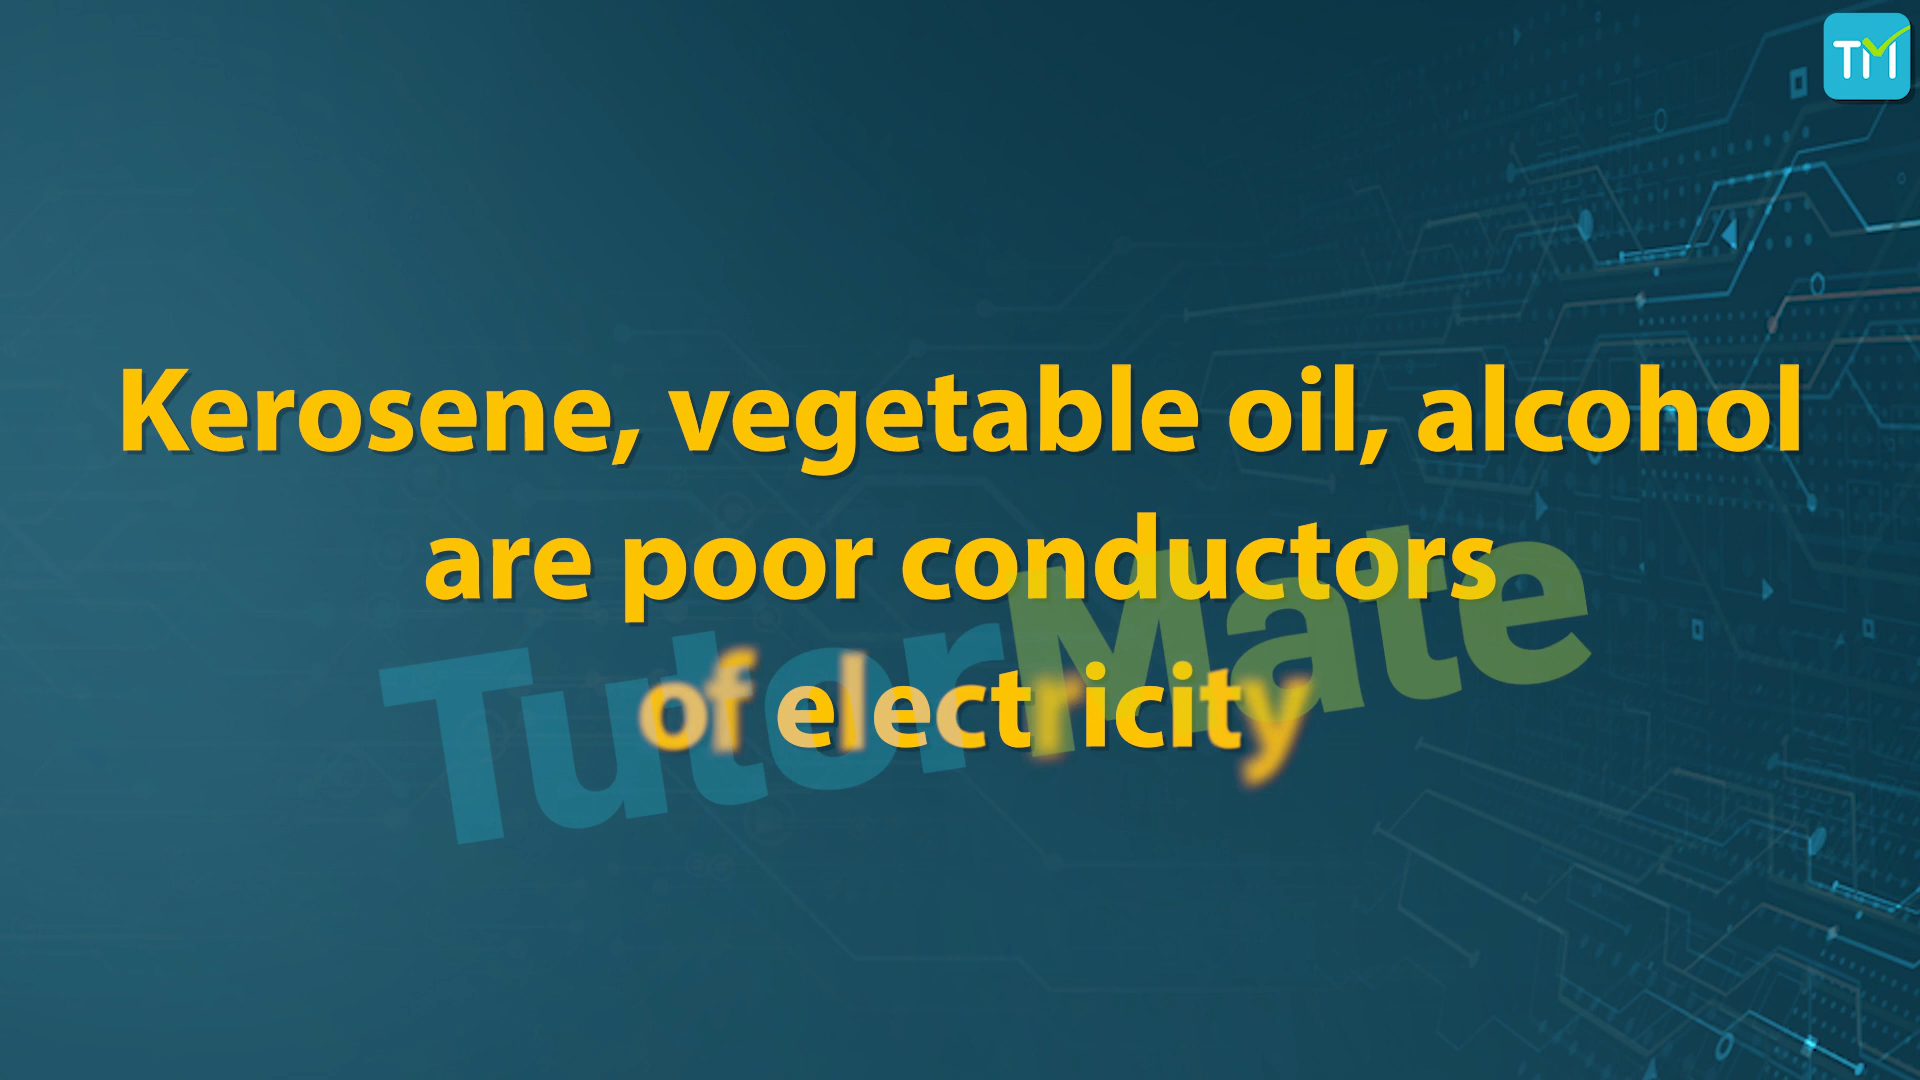 TM
Kerosene, vegetable oil, alcohol
are poor conductors
of electricity
TutorMate